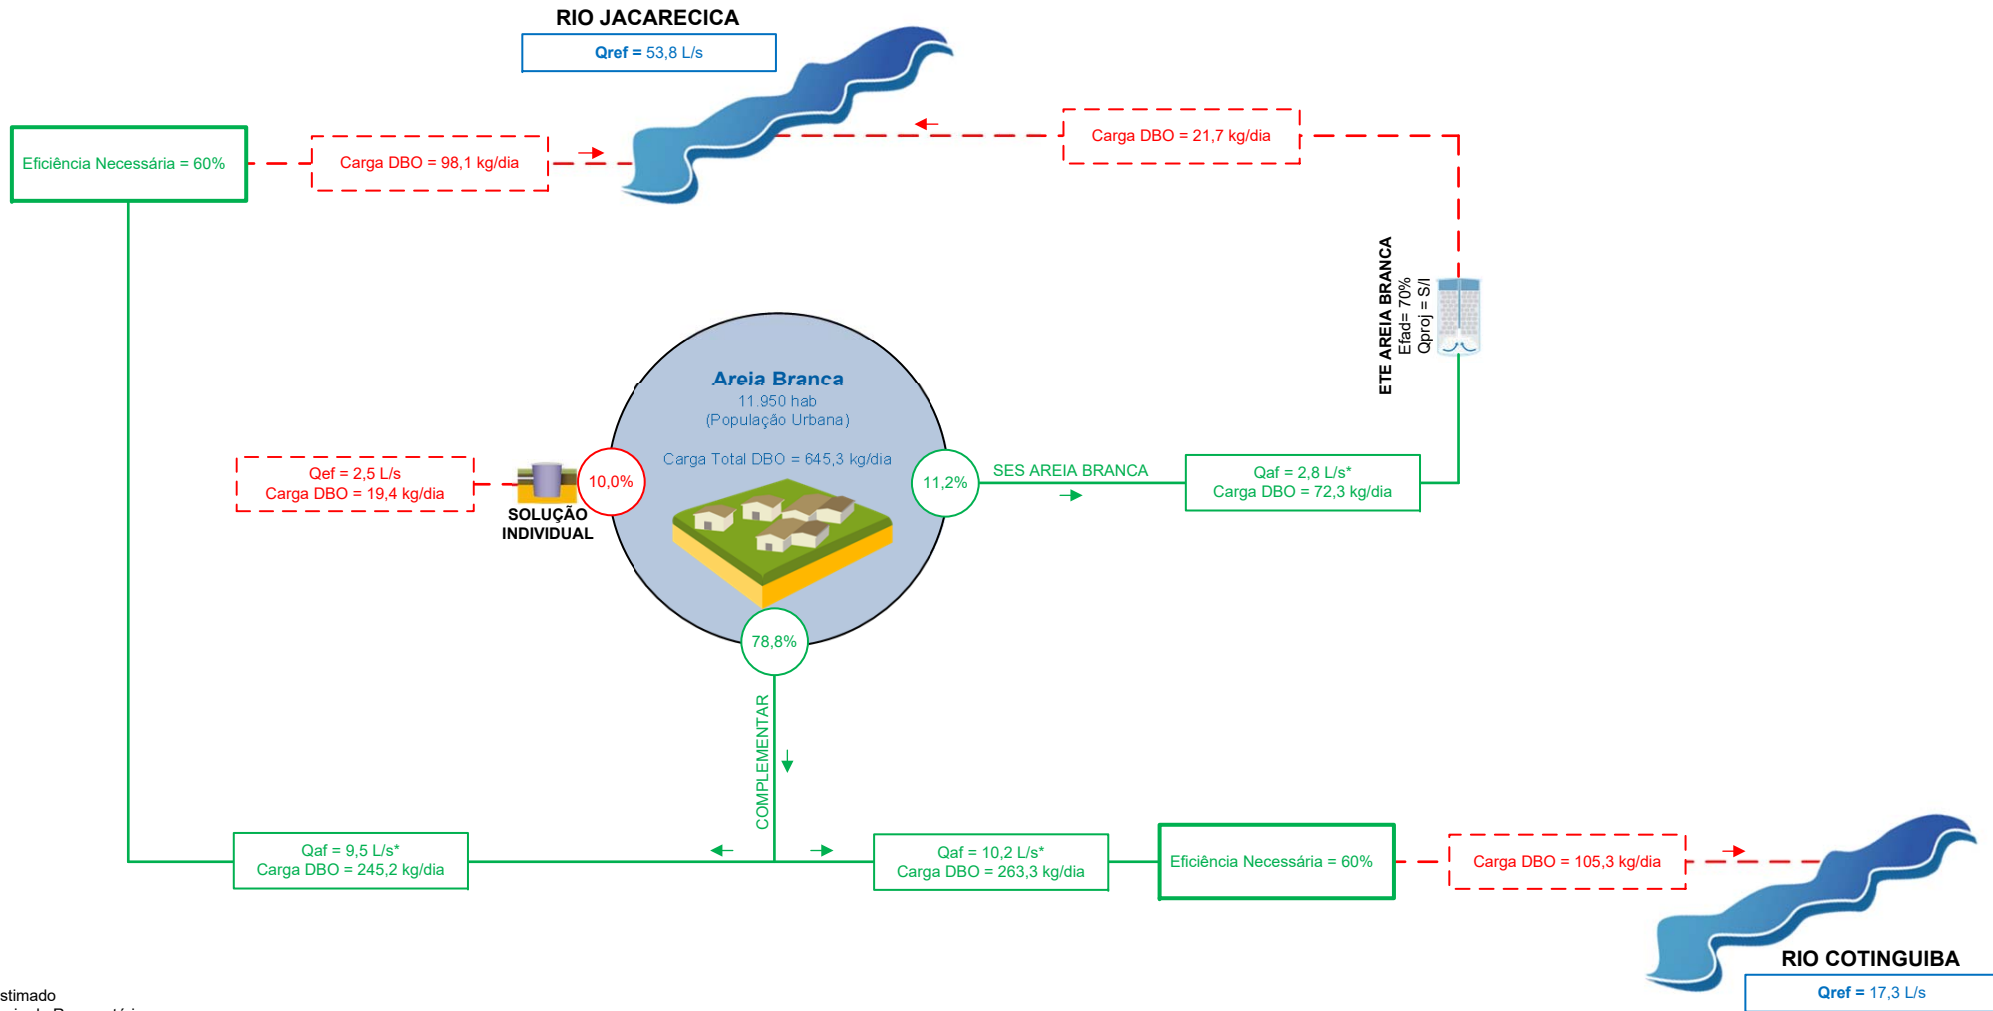 RIO JACARECICA
Qref = 53,8 L/s
Eficiência Necessária = 60%
Carga DBO = 98,1 kg/dia
Carga DBO = 21,7 kg/dia
ETE AREIA BRANCA
Efad= 70%
Qproj = S/I
Areia Branca
11.950 hab
(População Urbana)
Carga Total DBO = 645,3 kg/dia
Qef = 2,5 L/s
Carga DBO = 19,4 kg/dia
SOLUÇÃO
INDIVIDUAL
10,0%
11,2%
SES AREIA BRANCA
Qaf = 2,8 L/s*
Carga DBO = 72,3 kg/dia
78,8%
COMPLEMENTAR
Qaf = 9,5 L/s*
Carga DBO = 245,2 kg/dia
Qaf = 10,2 L/s*
Carga DBO = 263,3 kg/dia
Eficiência Necessária = 60%
Carga DBO = 105,3 kg/dia
RIO COTINGUIBA
Qref = 17,3 L/s
stimado